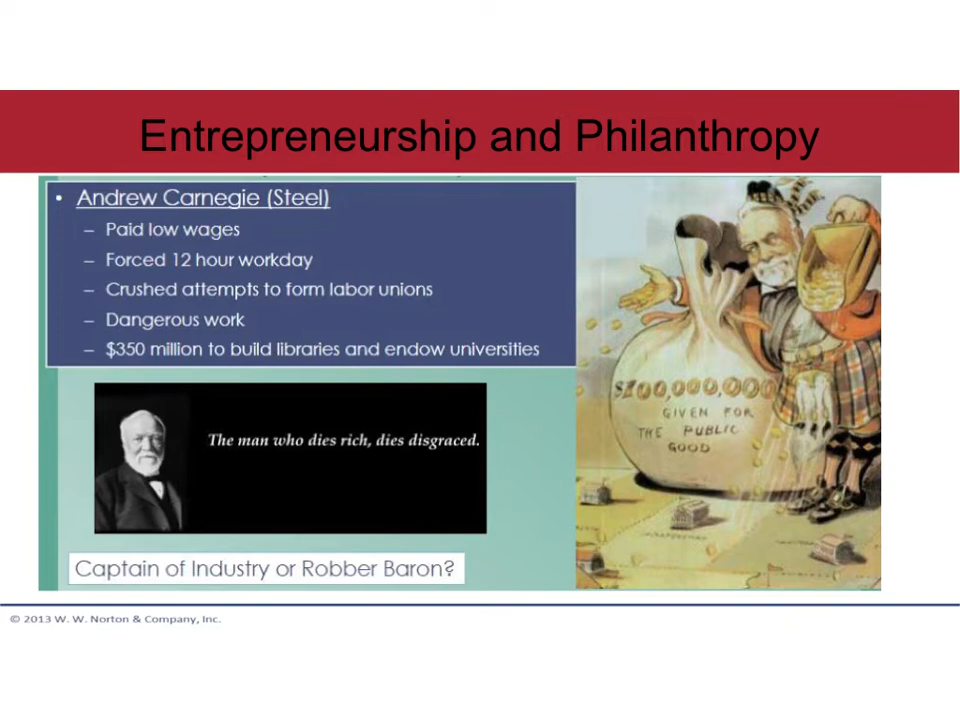 Entrepreneurship and Philanthropy
• Andrew Carnegie (Steel)
– Paid low wages
– Forced 12 hour workday
– Crushed attempts to form labor unions
– Dangerous work
– $350 million to build libraries and endow universities
The man who dies rich, dies disgraced.
GIVEN FOR
THE PUBLIC
GOOD
Captain of Industry or Robber Baron?
© 2013 W. W. Norton & Company, Inc.